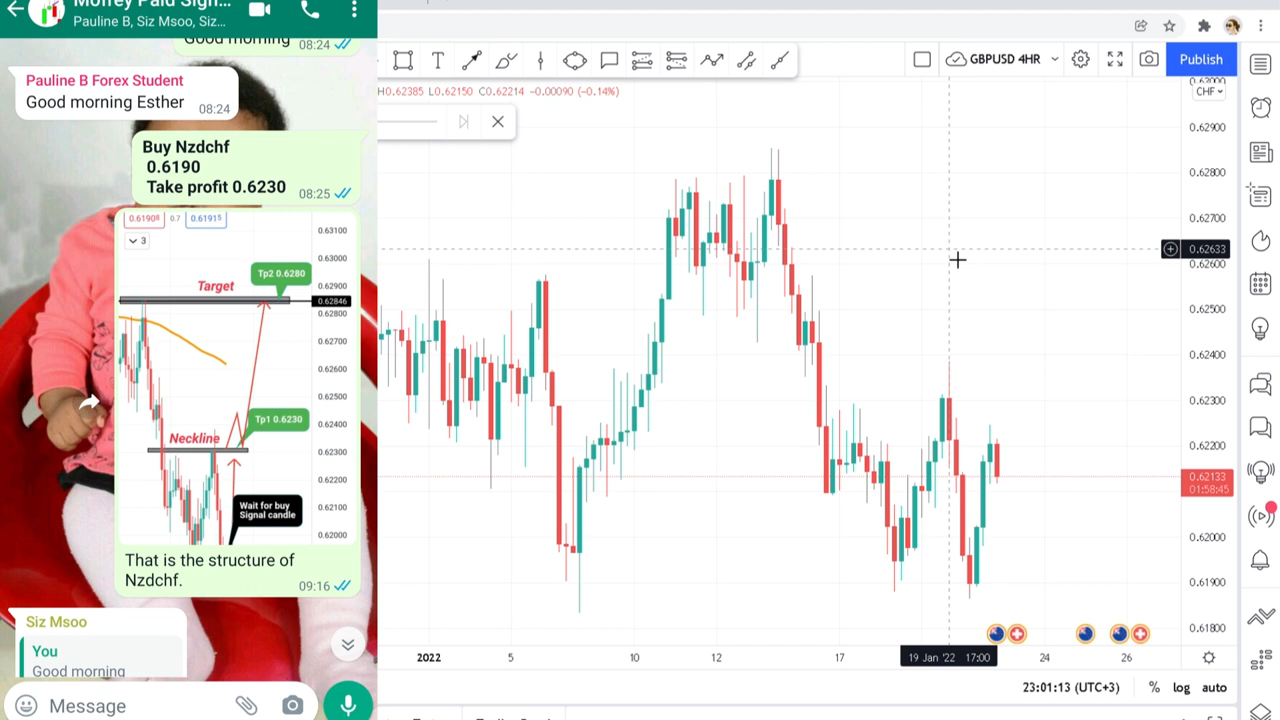 Pauline B, Siz Msoo, Siz...
Good morning
08:24
Pauline B Forex Student
Good morning Esther
08:24
Buy Nzdchf
0.6190
Take profit 0.6230
08:25
0.6190⁸
0.7
0.6191⁵
3
0.63100
0.63000
Tp2 0.6280
Target
0.62900
0.62846
0.62800
0.62700
0.62600
0.62500
Tp1 0.6230
0.62400
Neckline
0.62300
0.62200
Wait for buy
Signal candle
0.62100
0.62000
That is the structure of
Nzdchf.
09:16
Siz Msoo
You
Good morning
Message
T
GBPUSD 4HR
Publish
H0.62385 L0.62150 C0.62214 −0.00090 (−0.14%)
CHF
0.62900
0.62800
0.62700
0.62633
0.62600
0.62500
0.62400
0.62300
0.62200
0.62133
01:58:45
0.62000
0.61900
0.61800
2022
5
10
12
17
19 Jan '22 17:00
24
26
23:01:13 (UTC+3)
%
log
auto